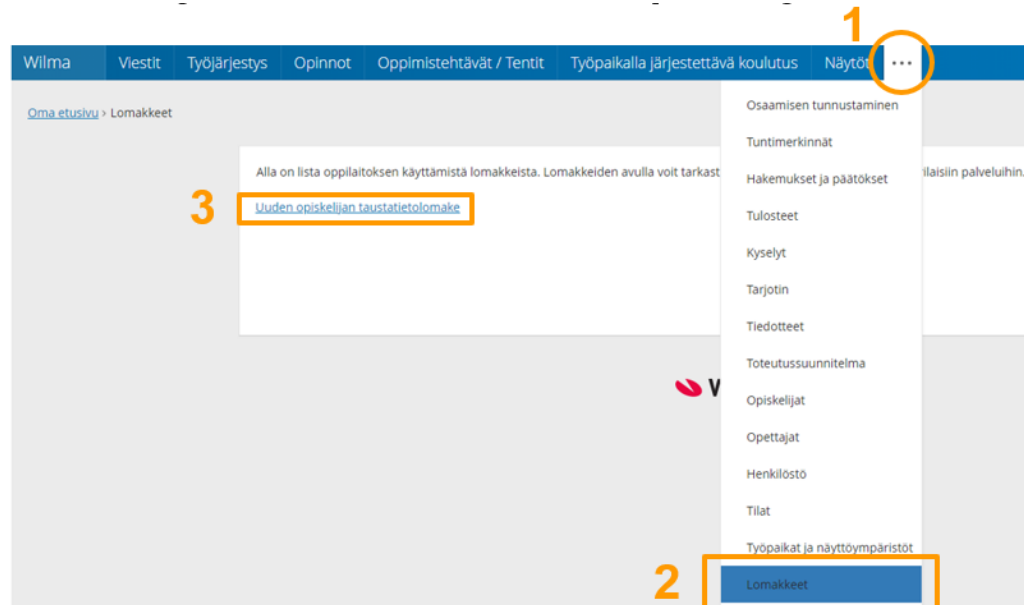 1
Wilma Viestit Työjärjestys Opinnot Oppimistehtävät / Tentit Työpaikalla järjestettävä koulutus Näytöt ...
Oma etusivu › Lomakkeet
Alla on lista oppilaitoksen käyttämistä lomakkeista. Lomakkeiden avulla voit tarkast
3
Uuden opiskelijan taustatietolomake
Osaamisen tunnustaminen
Tuntimerkinnät
Hakemukset ja päätökset
palveluihin.
Tulosteet
Kyselyt
Tarjotin
Tiedotteet
Toteutussuunnitelma
Opiskelijat
Opettajat
Henkilöstö
Tilat
Työpaikat ja näyttöympäristöt
2
Lomakkeet